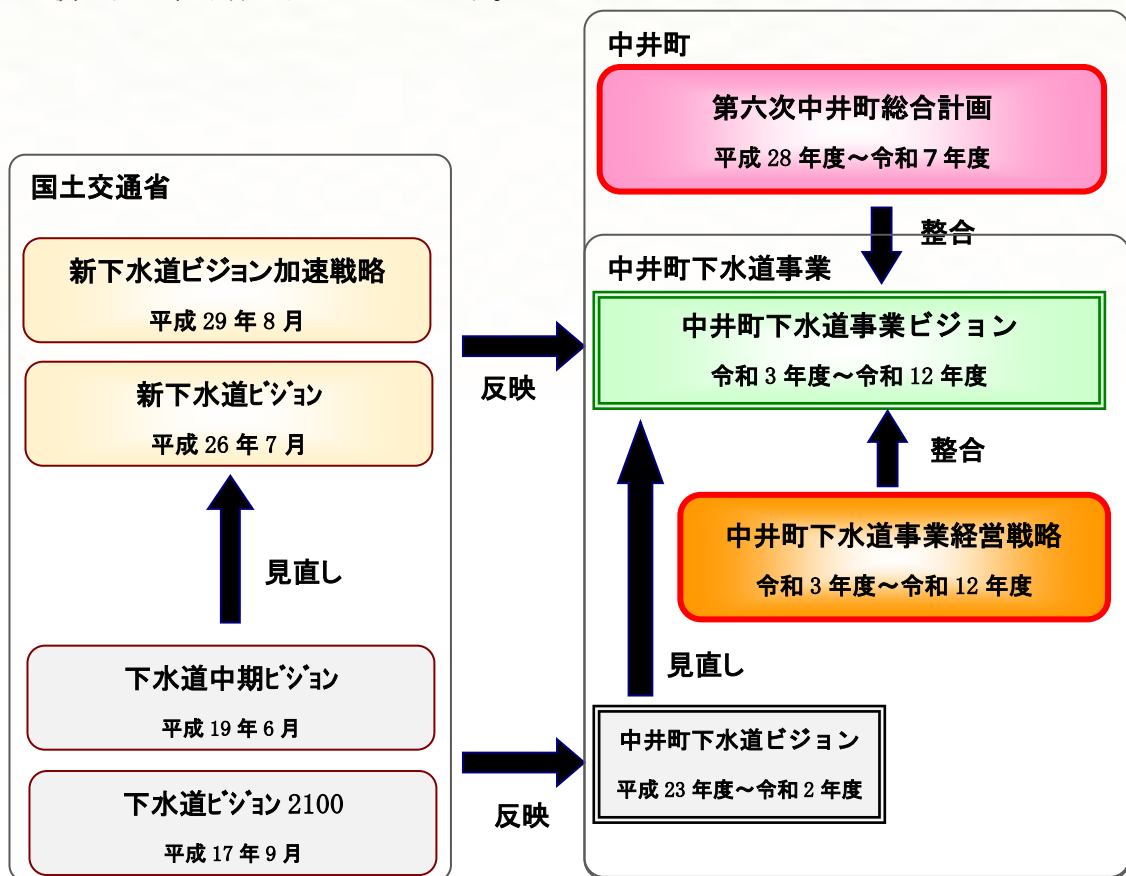 国土交通省
新下水道ビジョン加速戦略
平成 29 年 8 月
新下水道ビジョン
平成 26 年 7 月
見直し
下水道中期ビジョン
平成 19 年 6 月
下水道ビジョン 2100
平成 17 年 9 月
反映
反映
中井町
第六次中井町総合計画
平成 28 年度～令和 7 年度
整合
中井町下水道事業
中井町下水道事業ビジョン
令和 3 年度～令和 12 年度
整合
中井町下水道事業経営戦略
令和 3 年度～令和 12 年度
見直し
中井町下水道ビジョン
平成 23 年度～令和 2 年度